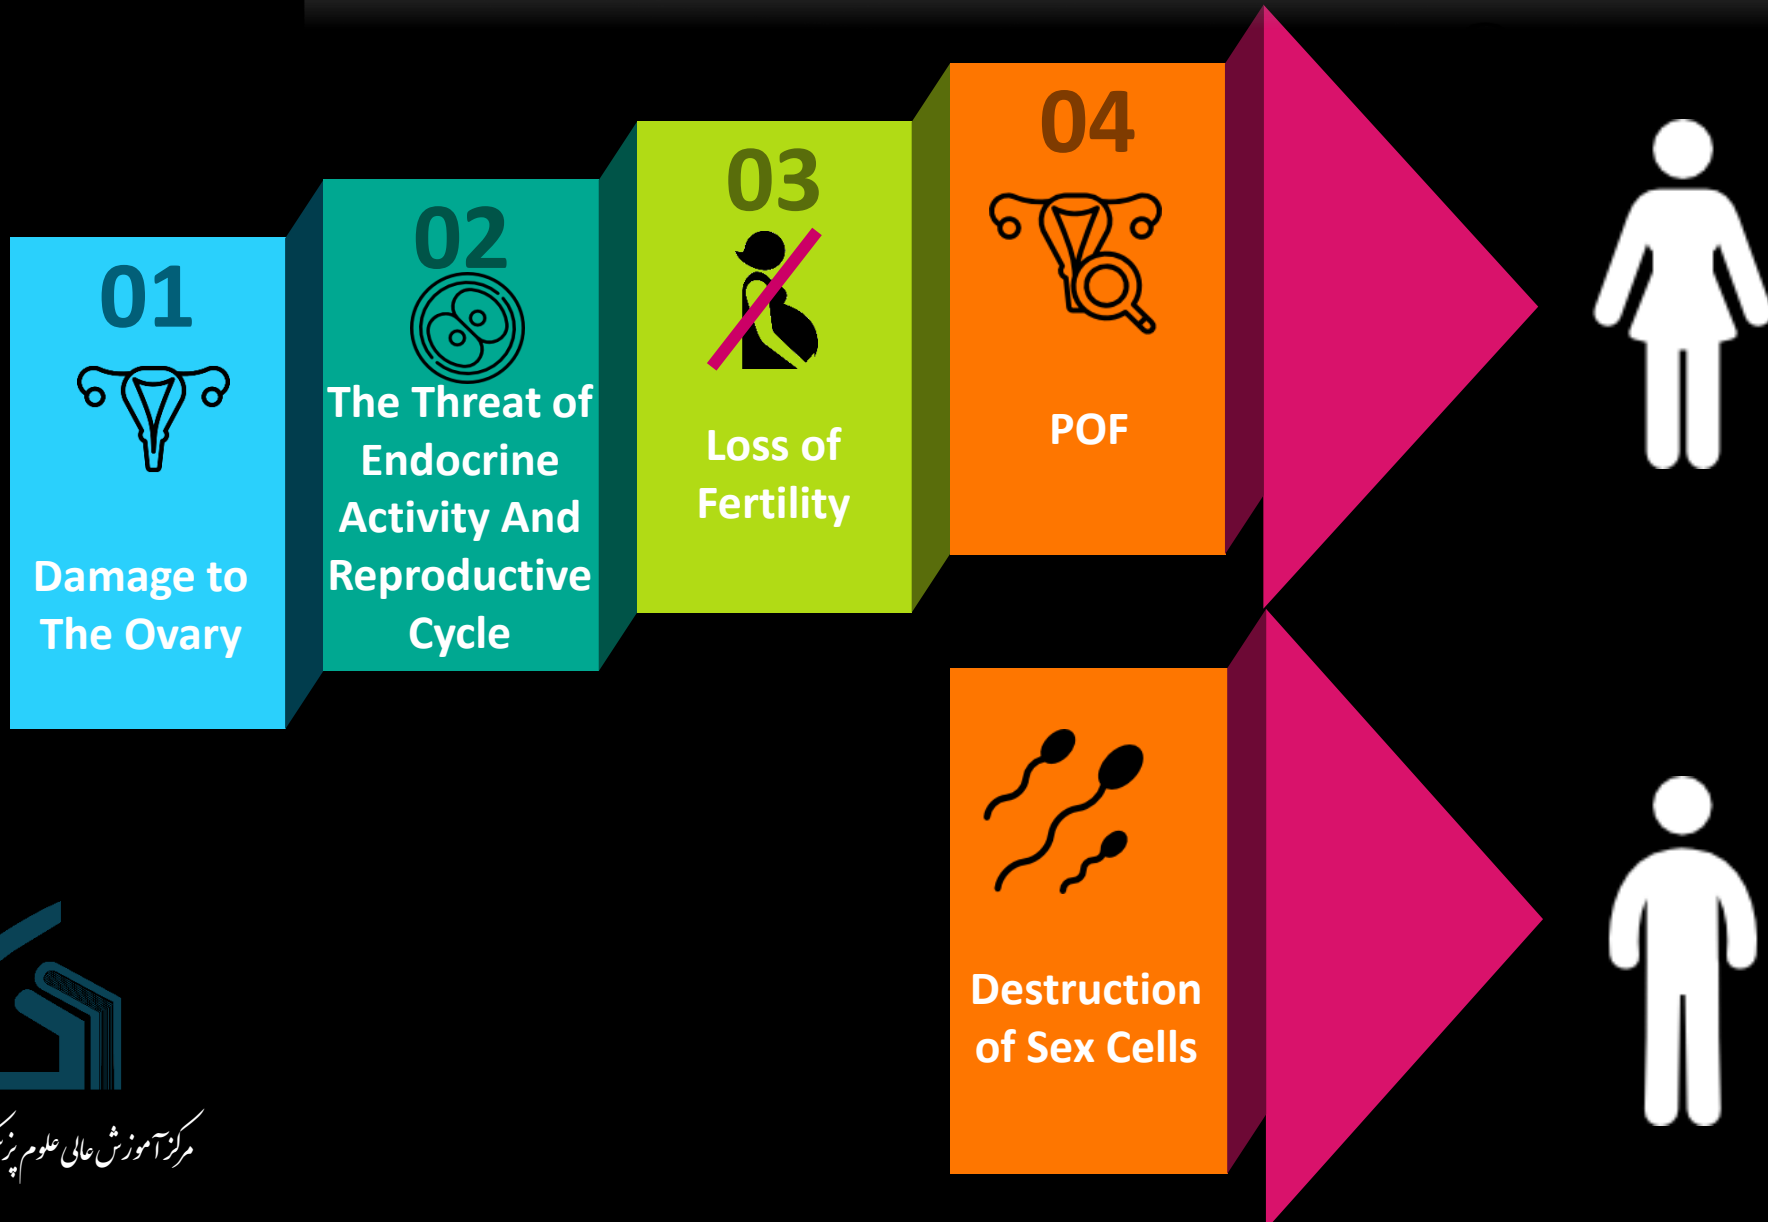 01
Damage to
The Ovary
02
The Threat of
Endocrine
Activity And
Reproductive
Cycle
03
Loss of
Fertility
04
POF
Destruction
of Sex Cells
مرکز آموزش عالی علوم